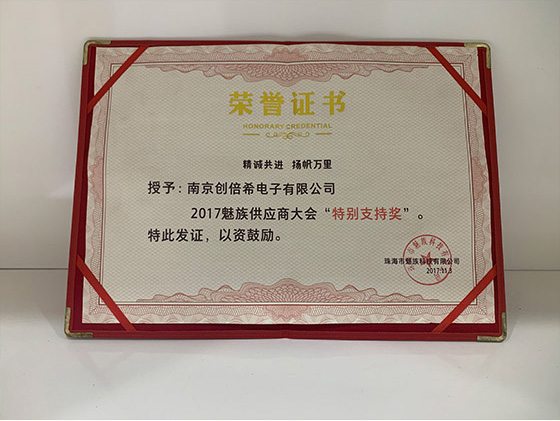 荣誉证书
HONORARY CREDENTIAL
精诚共进 扬帆万里
授予：南京创倍希电子有限公司
2017魅族供应商大会“特别支持奖”。
特此发证，以资鼓励。
珠海市魅族科技有限公司
2017.11.3